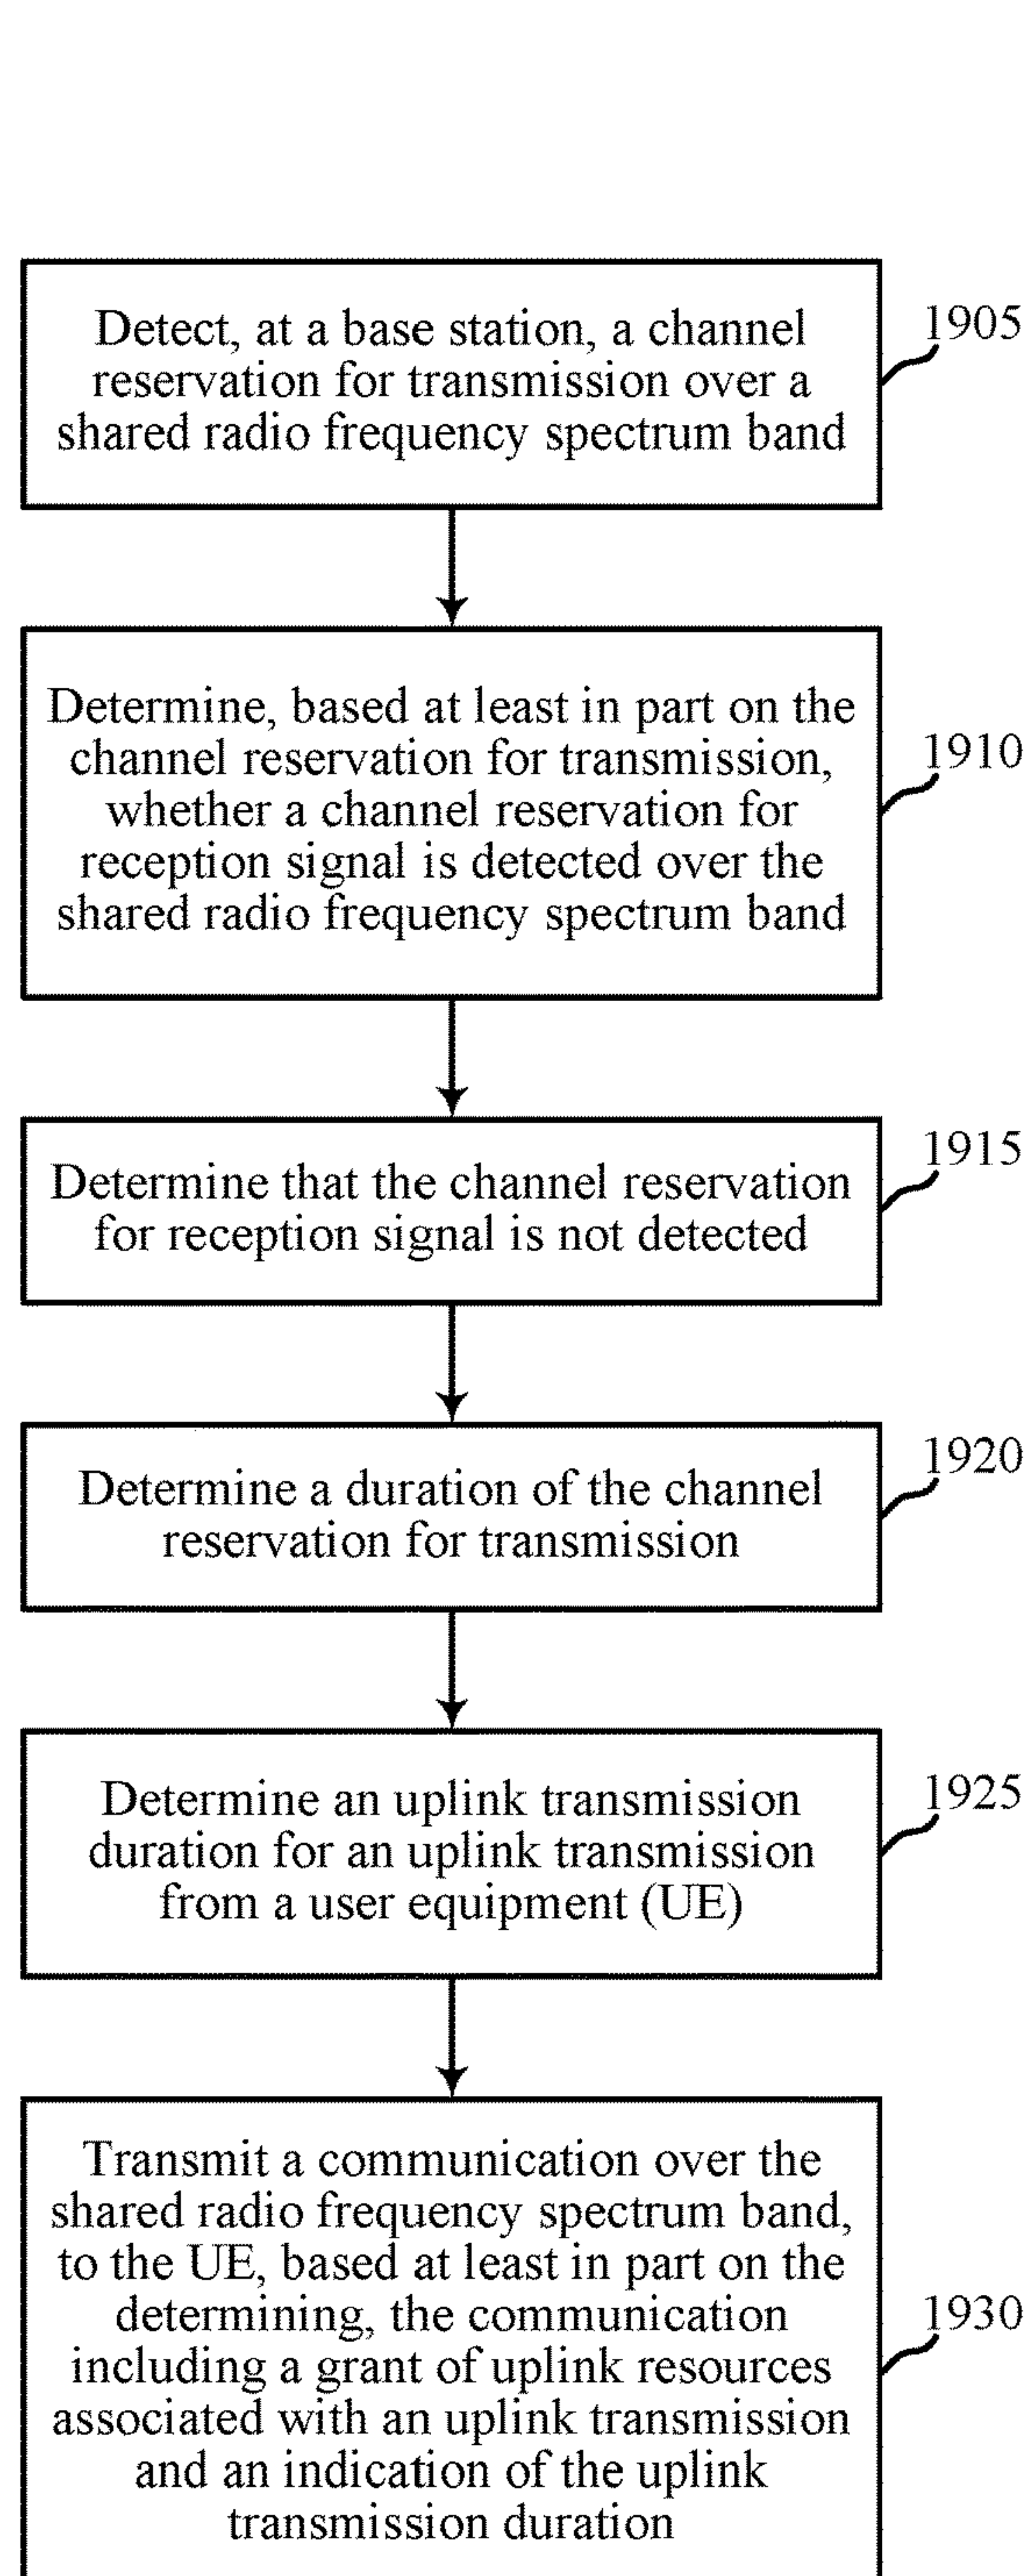 Detect, at a base station, a channel
reservation for transmission over a
shared radio frequency spectrum band
1905
Determine, based at least in part on the
channel reservation for transmission,
whether a channel reservation for
reception signal is detected over the
shared radio frequency spectrum band
1910
Determine that the channel reservation
for reception signal is not detected
1915
Determine a duration of the channel
reservation for transmission
1920
Determine an uplink transmission
duration for an uplink transmission
from a user equipment (UE)
1925
Transmit a communication over the
shared radio frequency spectrum band,
to the UE, based at least in part on the
determining, the communication
including a grant of uplink resources
associated with an uplink transmission
and an indication of the uplink
transmission duration
1930